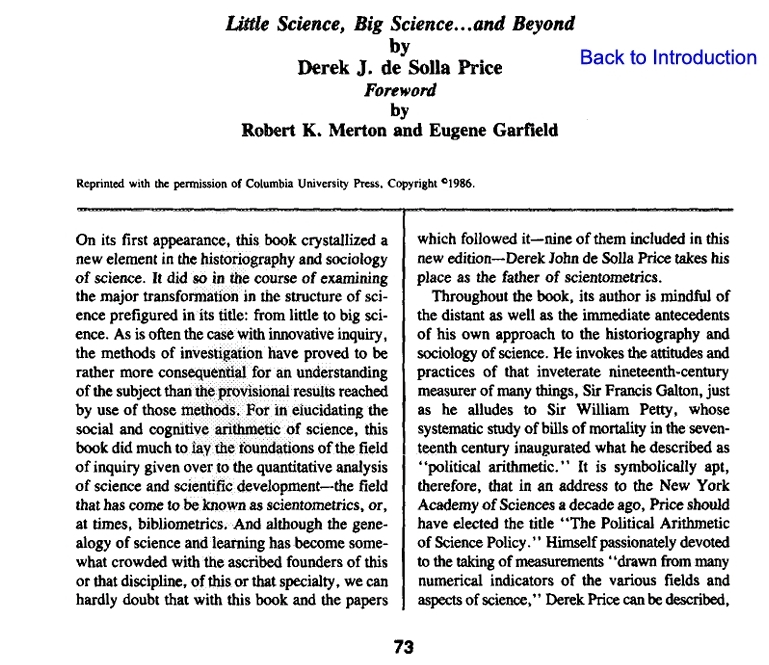 Little Science, Big Science...and Beyond
by
Derek J. de Solla Price
Back to Introduction
Foreword
by
Robert K. Merton and Eugene Garfield
Reprinted with the permission of Columbia University Press, Copyright ©1986.
On its first appearance, this book crystallized a
new element in the historiography and sociology
of science. It did so in the course of examining
the major transformation in the structure of sci-
ence prefigured in its title: from little to big sci-
ence. As is often the case with innovative inquiry,
the methods of investigation have proved to be
rather more consequential for an understanding
of the subject than the provisional results reached
by use of those methods. For in elucidating the
social and cognitive arithmetic of science, this
book did much to lay the foundations of the field
of inquiry given over to the quantitative analysis
of science and scientific development—the field
that has come to be known as scientometrics, or,
at times, bibliometrics. And although the gene-
alogy of science and learning has become some-
what crowded with the ascribed founders of this
or that discipline, of this or that specialty, we can
hardly doubt that with this book and the papers
which followed it—nine of them included in this
new edition—Derek John de Solla Price takes his
place as the father of scientometrics.
Throughout the book, its author is mindful of
the distant as well as the immediate antecedents
of his own approach to the historiography and
sociology of science. He invokes the attitudes and
practices of that inveterate nineteenth-century
measurer of many things, Sir Francis Galton, just
as he alludes to Sir William Petty, whose
systematic study of bills of mortality in the seven-
teenth century inaugurated what he described as
"political arithmetic." It is symbolically apt,
therefore, that in an address to the New York
Academy of Sciences a decade ago, Price should
have elected the title "The Political Arithmetic
of Science Policy." Himself passionately devoted
to the taking of measurements "drawn from many
numerical indicators of the various fields and
aspects of science," Derek Price can be described,
73